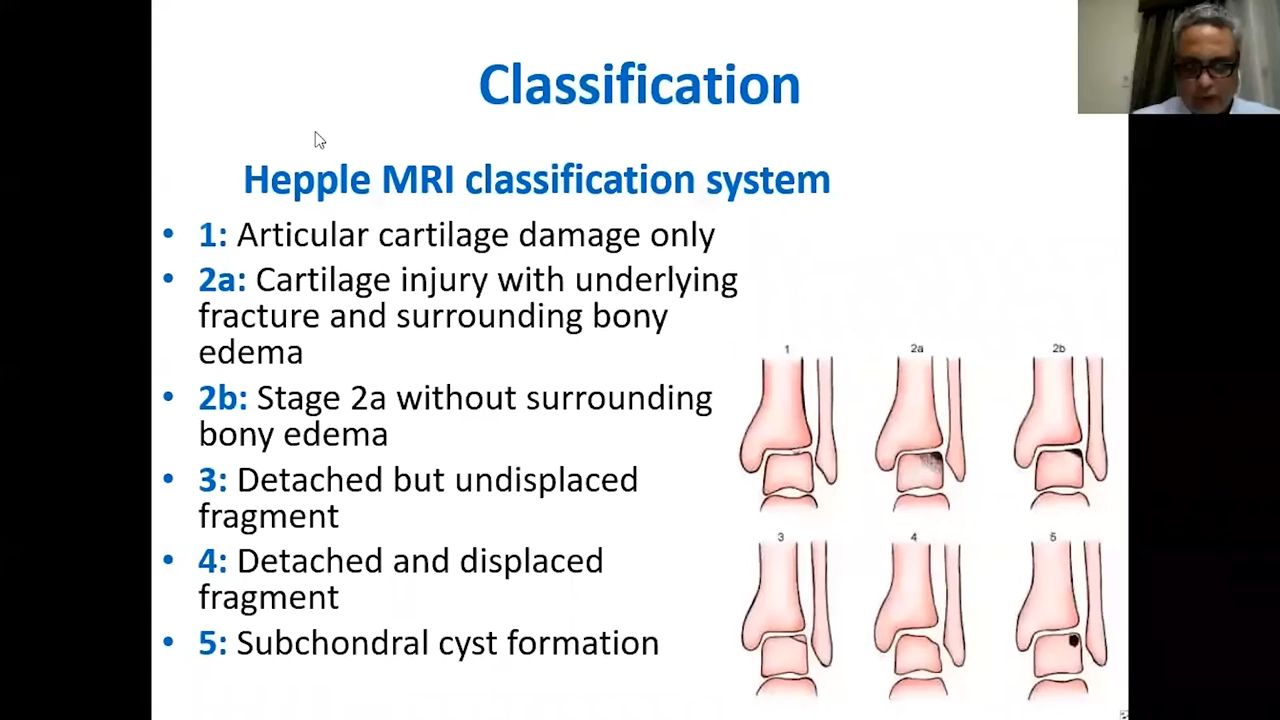 Classification
Hepple MRI classification system
• 1: Articular cartilage damage only
• 2a: Cartilage injury with underlying
fracture and surrounding bony
edema
• 2b: Stage 2a without surrounding
bony edema
• 3: Detached but undisplaced
fragment
• 4: Detached and displaced
fragment
• 5: Subchondral cyst formation
1
2a
2b
3
4
5